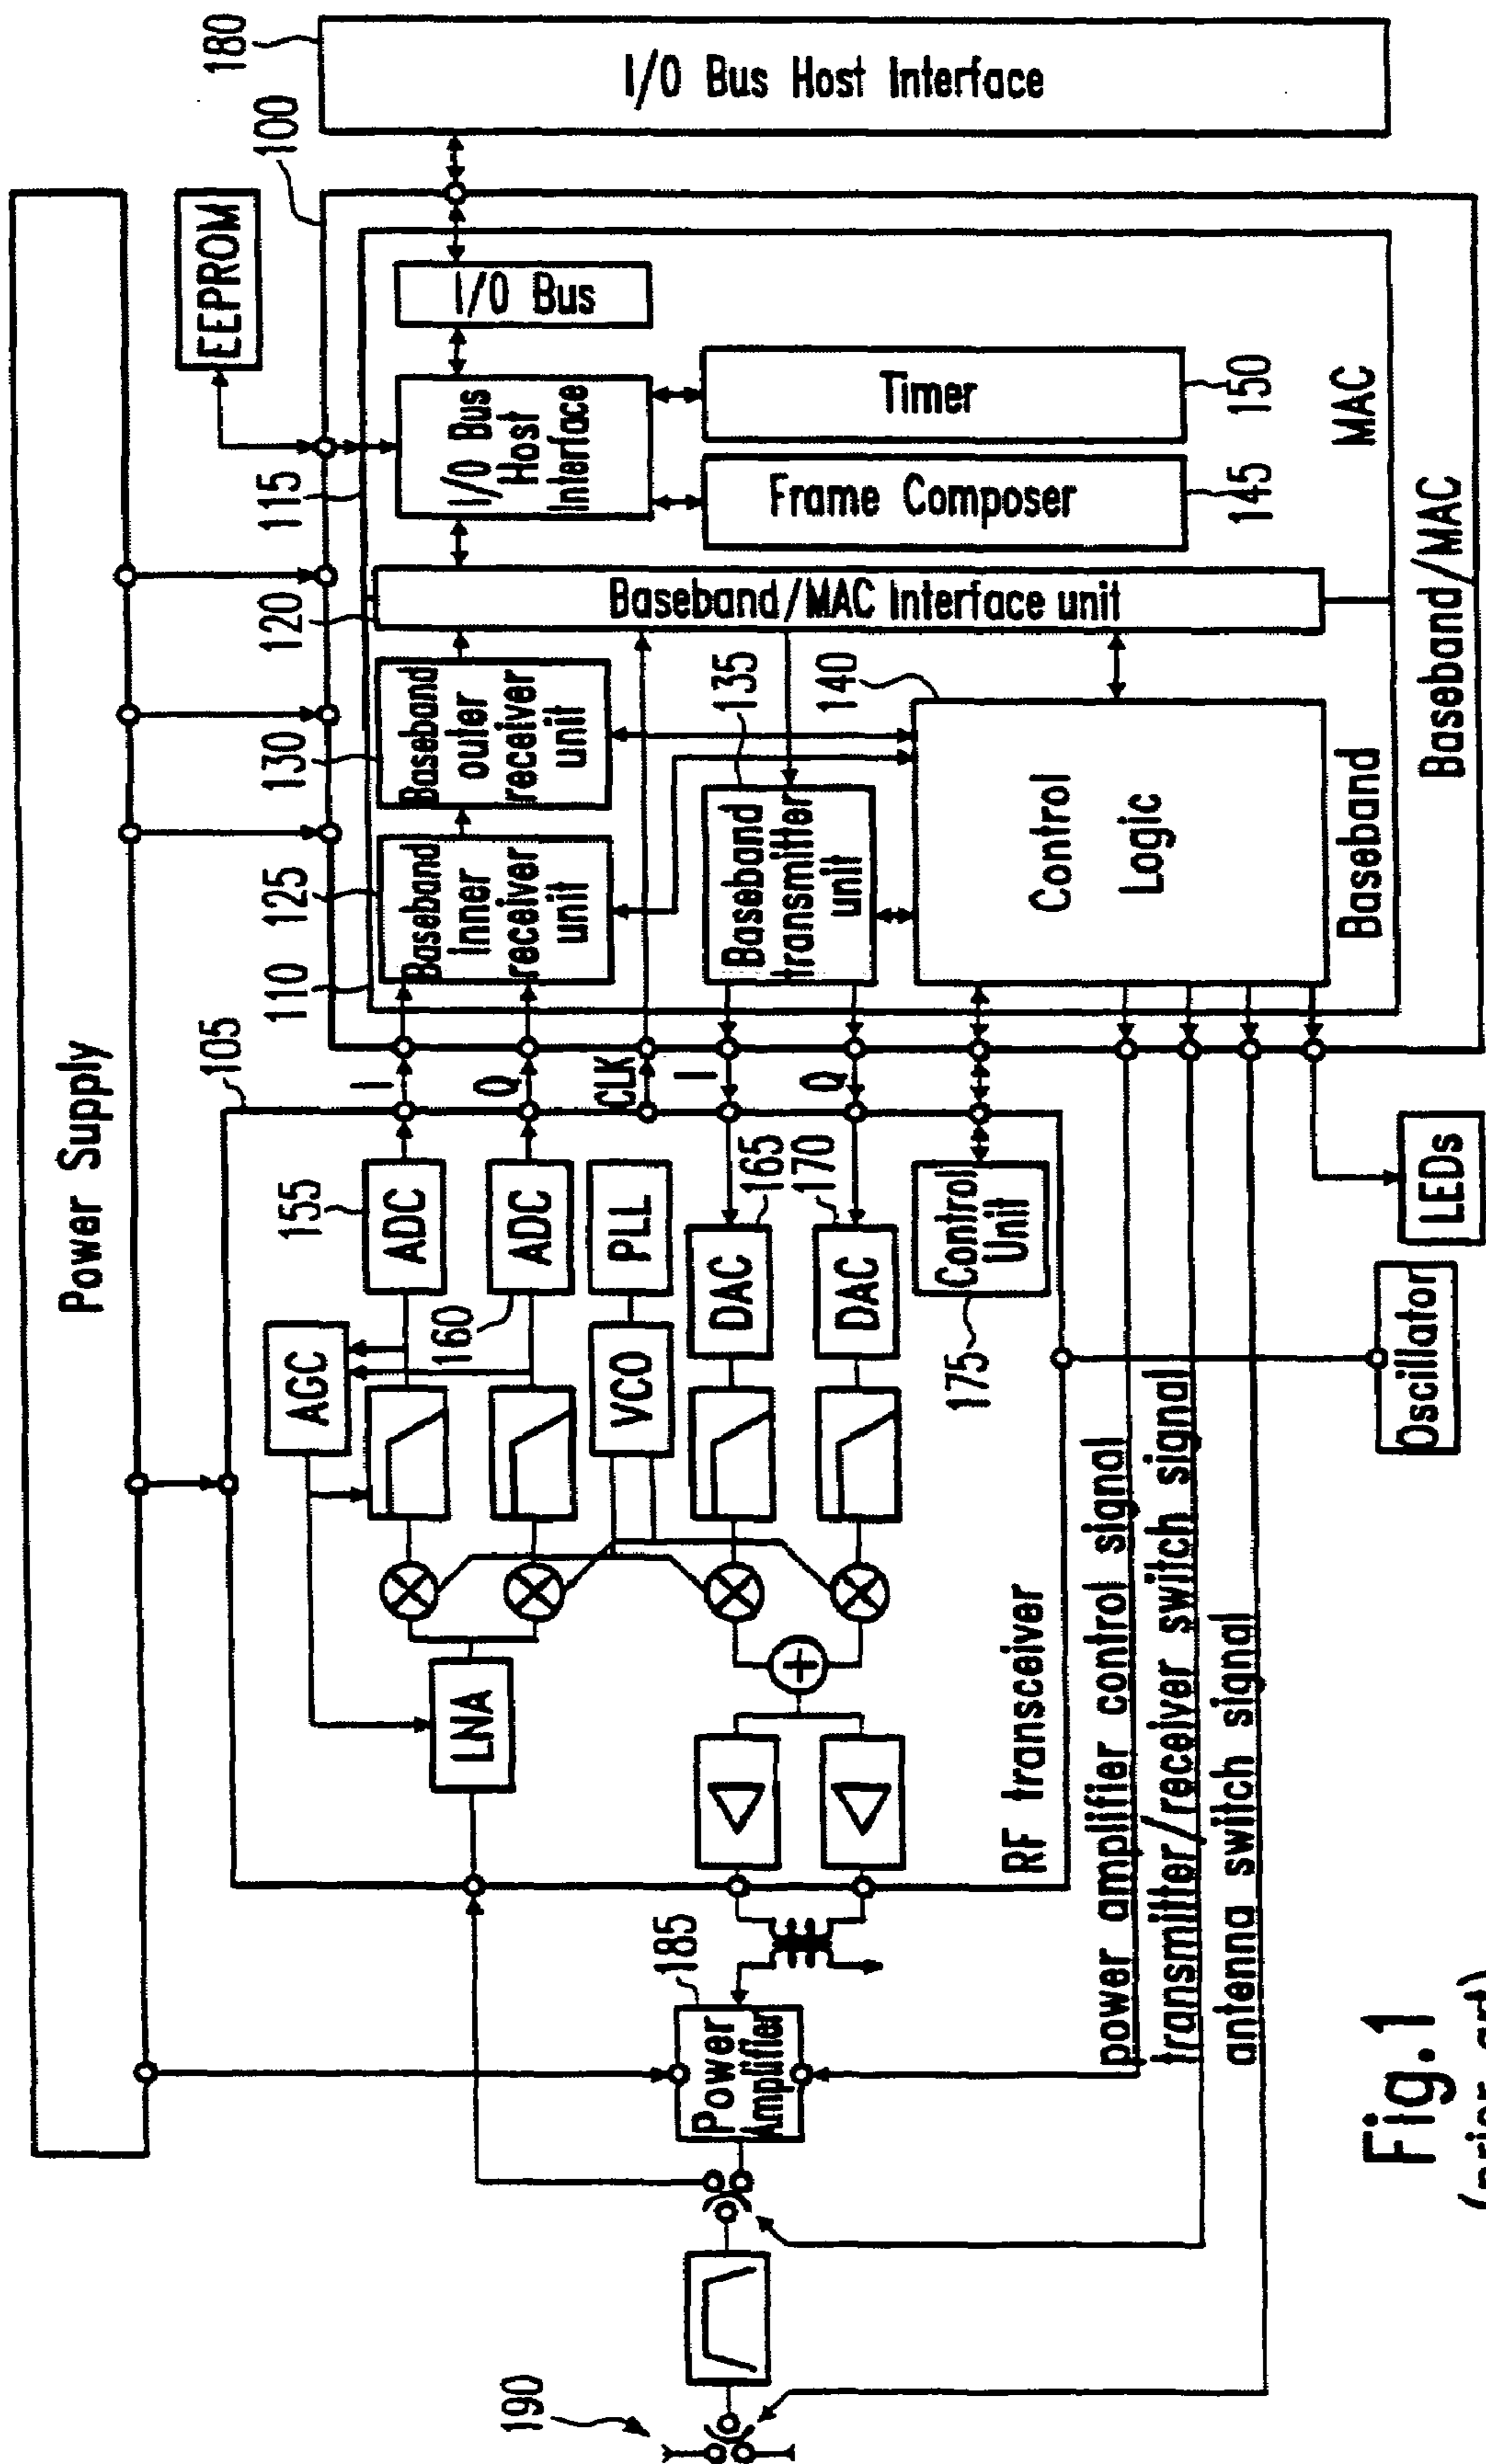 Power Supply
EEPROM
100
180
I/O Bus Host Interface
105
110
125
130
120
115
AGC
155
ADC
I
Baseband
Inner
receiver
unit
Baseband
outer
receiver
unit
I/O Bus
Host
Interface
I/O Bus
LNA
160
ADC
Q
VCO
PLL
CLK
Baseband/MAC Interface unit
185
Power
Amplifier
DAC
165
I
Baseband
transmitter
unit
135
Frame Composer
145
Timer
150
190
DAC
170
Q
140
Control
Logic
175
Control
Unit
RF transceiver
Baseband
MAC
Baseband/MAC
power amplifier control signal
transmitter/receiver switch signal
antenna switch signal
Oscillator
LEDs
Fig.1
(prior art)